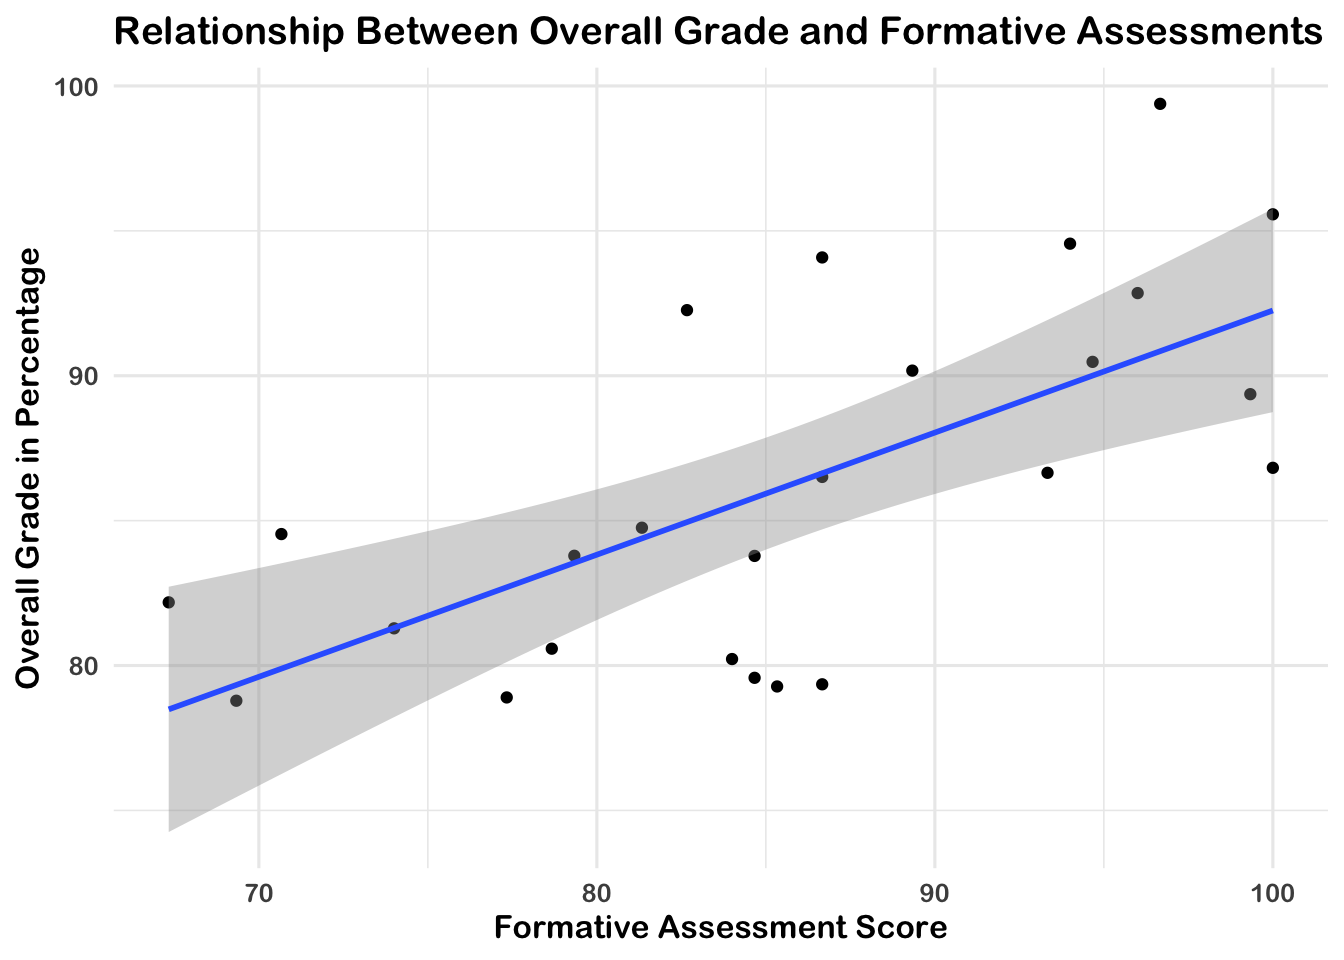 Relationship Between Overall Grade and Formative Assessments
100
90
80
Overall Grade in Percentage
70 80 90 100
Formative Assessment Score